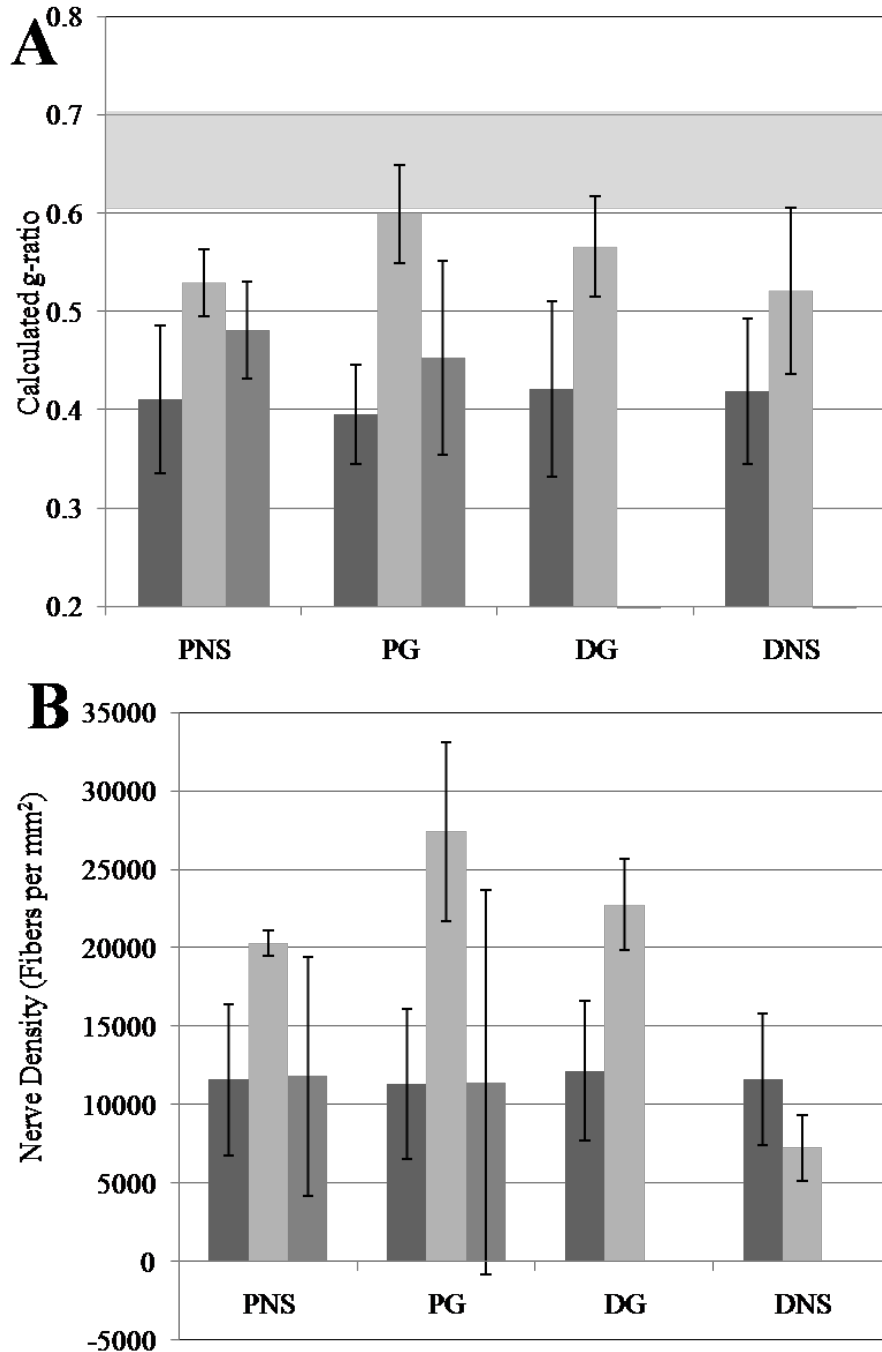 A
Calculated g-ratio
0.8
0.7
0.6
0.5
0.4
0.3
0.2
PNS PG DG DNS
B
Nerve Density (Fibers per mm²)
35000
30000
25000
20000
15000
10000
5000
0
-5000
PNS PG DG DNS